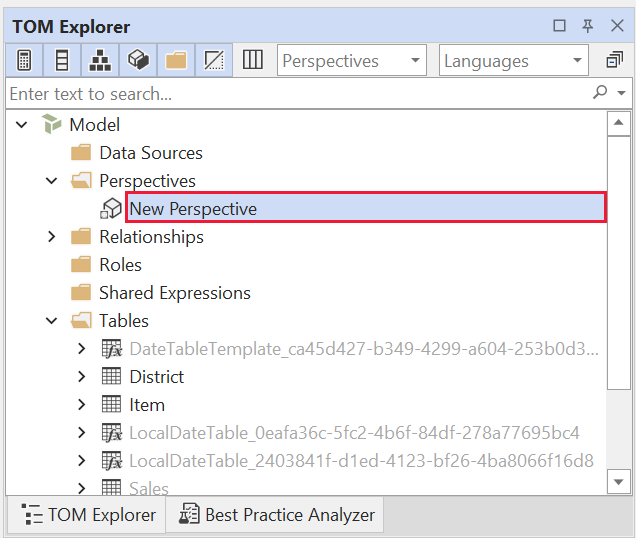 TOM Explorer
Perspectives
Languages
Enter text to search...
Model
Data Sources
Perspectives
New Perspective
Relationships
Roles
Shared Expressions
Tables
DateTableTemplate_ca45d427-b349-4299-a604-253b0d3...
District
Item
LocalDateTable_0eafa36c-5fc2-4b6f-84df-278a77695bc4
LocalDateTable_2403841f-d1ed-4123-bf26-4ba8066f16d8
Sales
TOM Explorer
Best Practice Analyzer